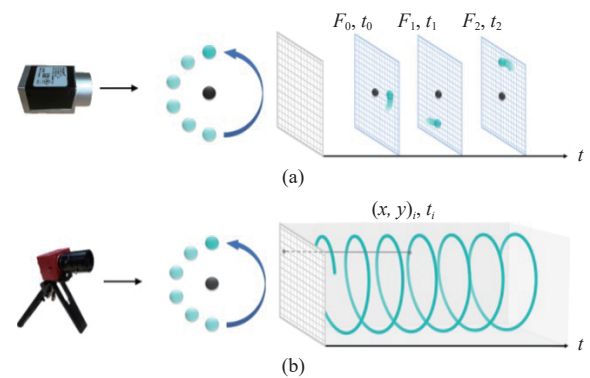 F₀, t₀ F₁, t₁ F₂, t₂
t
(a)
(x, y)ᵢ, tᵢ
t
(b)